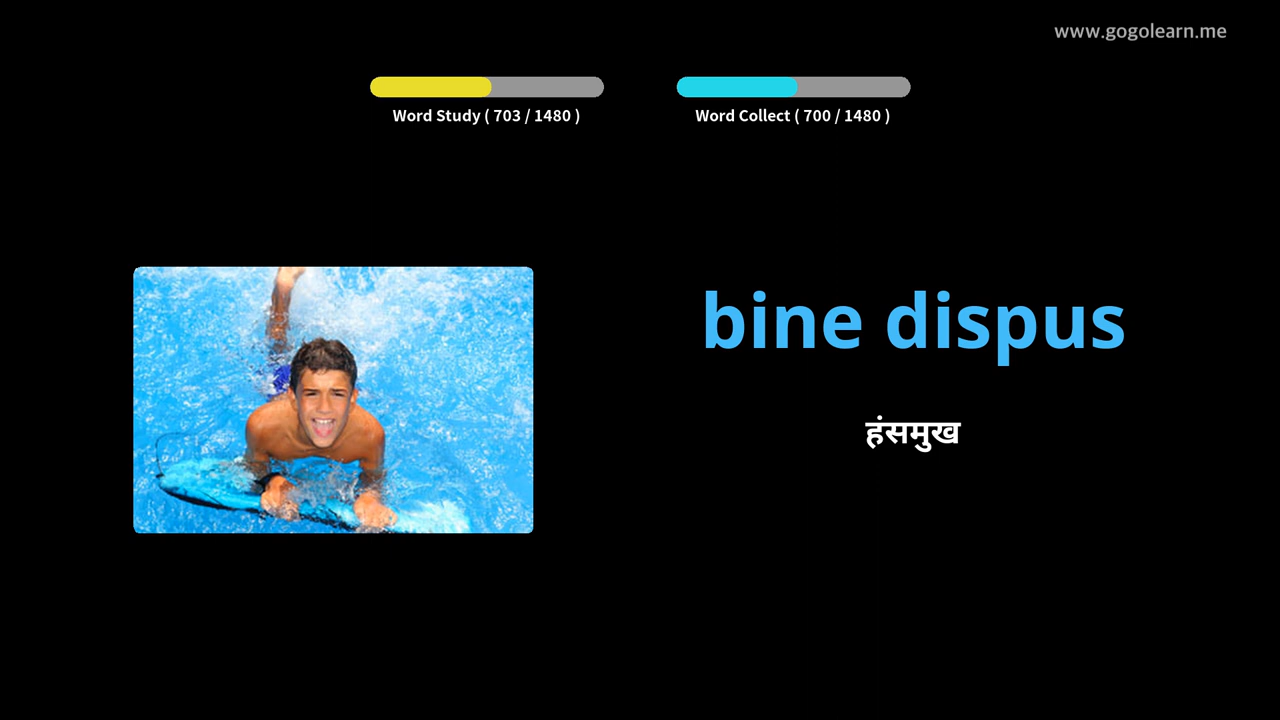 www.gogolearn.me
Word Study ( 703 / 1480 )
Word Collect ( 700 / 1480 )
bine dispus
हंसमुख